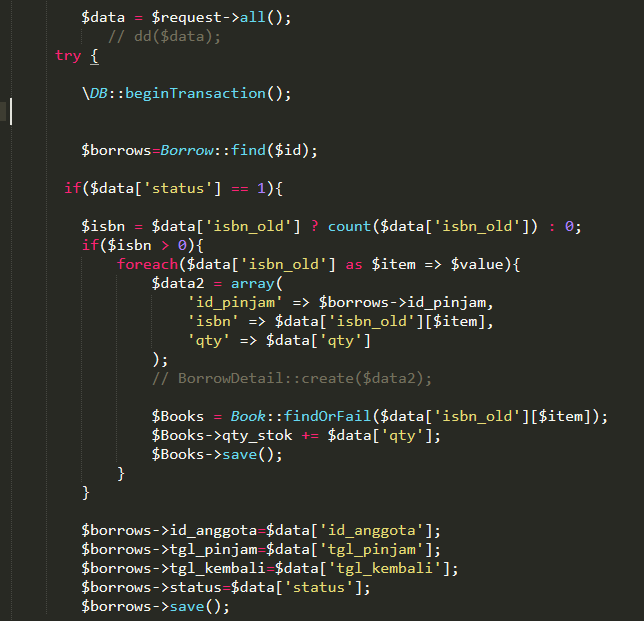 $data = $request->all();
// dd($data);
try {
\DB::beginTransaction();
$borrows=Borrow::find($id);
if($data['status'] == 1){
$isbn = $data['isbn_old'] ? count($data['isbn_old']) : 0;
if($isbn > 0){
foreach($data['isbn_old'] as $item => $value){
$data2 = array(
'id_pinjam' => $borrows->id_pinjam,
'isbn' => $data['isbn_old'][$item],
'qty' => $data['qty']
);
// BorrowDetail::create($data2);
$Books = Book::findOrFail($data['isbn_old'][$item]);
$Books->qty_stok += $data['qty'];
$Books->save();
}
}
$borrows->id_anggota=$data['id_anggota'];
$borrows->tgl_pinjam=$data['tgl_pinjam'];
$borrows->tgl_kembali=$data['tgl_kembali'];
$borrows->status=$data['status'];
$borrows->save();